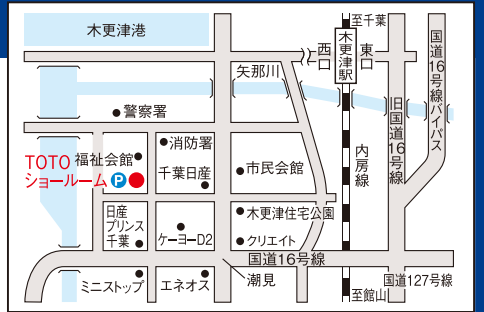 木更津港
至千葉
木更津駅
西口
東口
国道16号線バイパス
矢那川
警察署
旧国道16号線
消防署
TOTO
ショールーム
P
福祉会館
千葉日産
市民会館
内房線
日産
プリンス
千葉
ケーヨーD2
木更津住宅公園
クリエイト
国道16号線
ミニストップ
エネオス
潮見
国道127号線
至館山